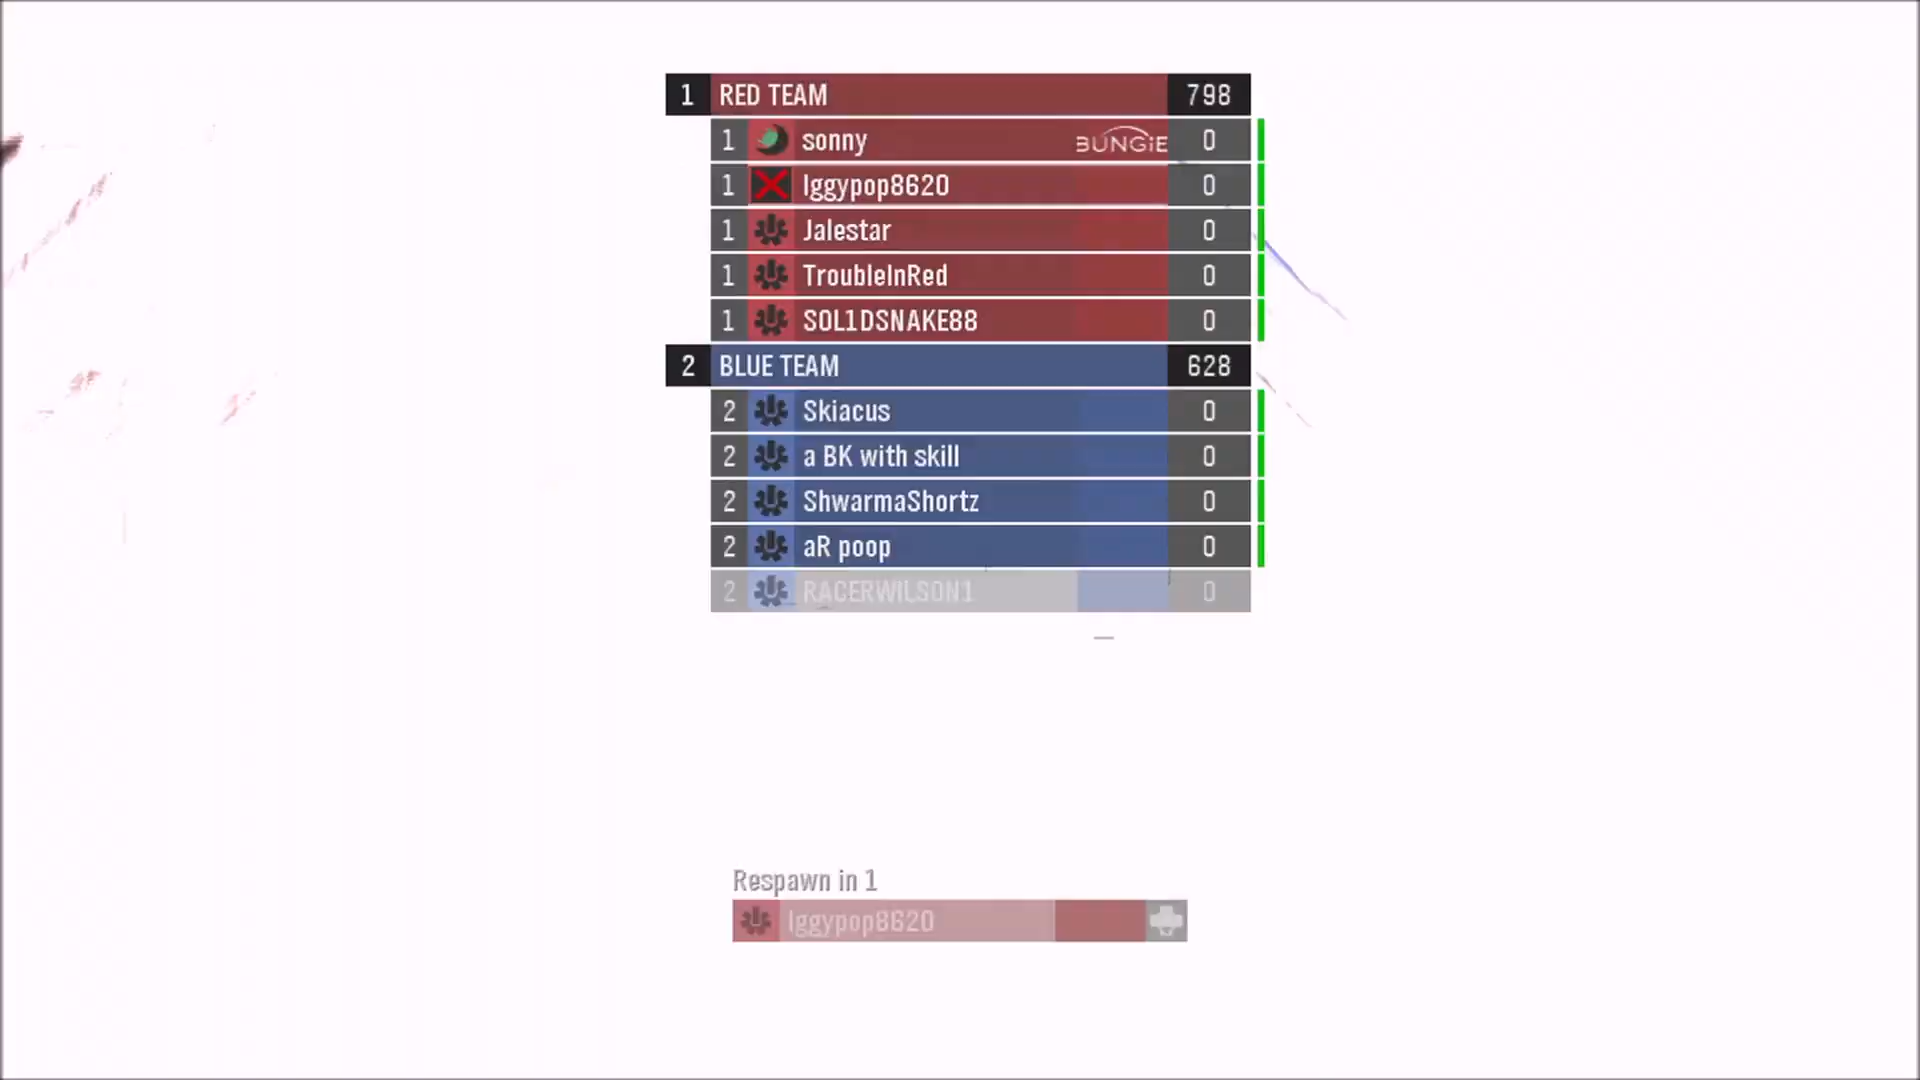 1 RED TEAM 798
1 sonny BUNGiE 0
1 Iggypop8620 0
1 Jalestar 0
1 TroubleInRed 0
1 SOL1DSNAKE88 0
2 BLUE TEAM 628
2 Skiacus 0
2 a BK with skill 0
2 ShwarmaShortz 0
2 aR poop 0
2 RACERWILSON1 0
Respawn in 1
Iggypop8620